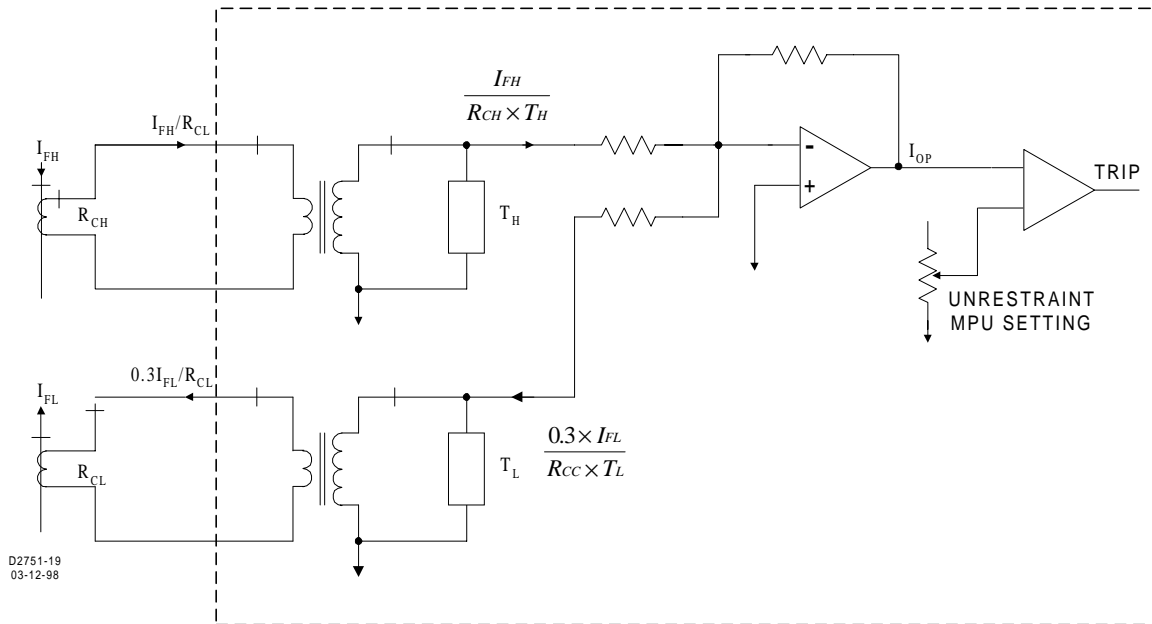 I_FH
I_FH/R_CL
R_CH
I_FH
R_CH × T_H
T_H
-
+
I_OP
TRIP
UNRESTRAINT
MPU SETTING
I_FL
0.3I_FL/R_CL
R_CL
T_L
0.3 × I_FL
R_CC × T_L
D2751-19
03-12-98